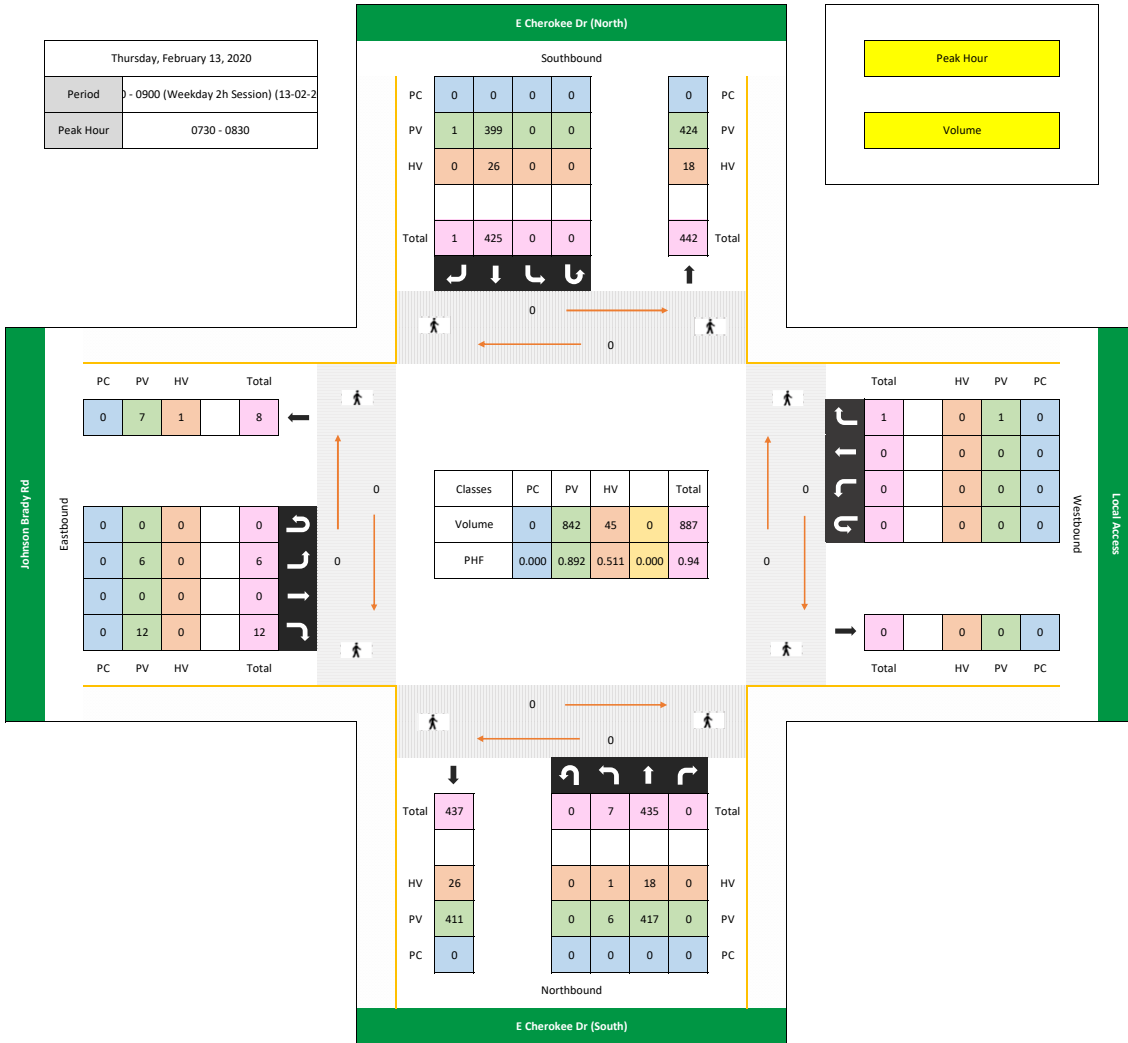 E Cherokee Dr (North)
Thursday, February 13, 2020
Period - 0900 (Weekday 2h Session) (13-02-2
Peak Hour 0730 - 0830
Peak Hour
Volume
Southbound
PC 0 0 0 0 0 PC
PV 1 399 0 0 424 PV
HV 0 26 0 0 18 HV
Total 1 425 0 0 442 Total
0
0
PC PV HV Total
0 7 1 8
Total HV PV PC
1 0 1 0
0 0 0 0
0 0 0 0
0 0 0 0
Johnson Brady Rd
Eastbound
0
0
0 0 0 0
0 6 0 6
0 0 0 0
0 12 0 12
PC PV HV Total
Classes PC PV HV Total
Volume 0 842 45 0 887
PHF 0.000 0.892 0.511 0.000 0.94
0
0
Westbound
Local Access
0 0 0 0
Total HV PV PC
0
0
Total 437 0 7 435 0 Total
HV 26 0 1 18 0 HV
PV 411 0 6 417 0 PV
PC 0 0 0 0 0 PC
Northbound
E Cherokee Dr (South)